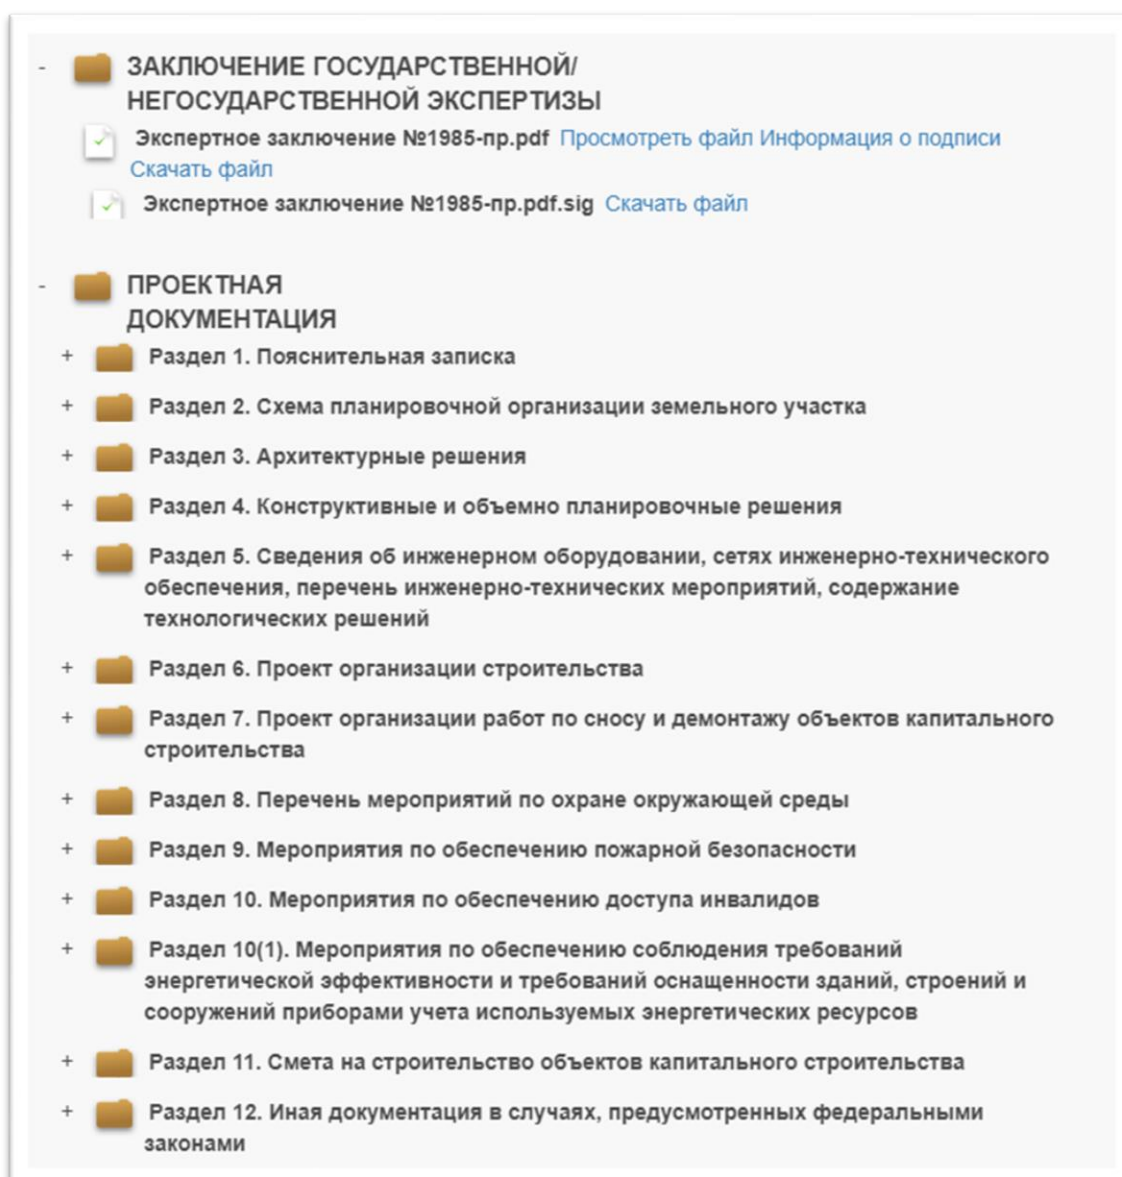 - ЗАКЛЮЧЕНИЕ ГОСУДАРСТВЕННОЙ/
НЕГОСУДАРСТВЕННОЙ ЭКСПЕРТИЗЫ
Экспертное заключение №1985-пр.pdf Просмотреть файл Информация о подписи
Скачать файл
Экспертное заключение №1985-пр.pdf.sig Скачать файл
- ПРОЕКТНАЯ
ДОКУМЕНТАЦИЯ
+ Раздел 1. Пояснительная записка
+ Раздел 2. Схема планировочной организации земельного участка
+ Раздел 3. Архитектурные решения
+ Раздел 4. Конструктивные и объемно планировочные решения
+ Раздел 5. Сведения об инженерном оборудовании, сетях инженерно-технического
обеспечения, перечень инженерно-технических мероприятий, содержание
технологических решений
+ Раздел 6. Проект организации строительства
+ Раздел 7. Проект организации работ по сносу и демонтажу объектов капитального
строительства
+ Раздел 8. Перечень мероприятий по охране окружающей среды
+ Раздел 9. Мероприятия по обеспечению пожарной безопасности
+ Раздел 10. Мероприятия по обеспечению доступа инвалидов
+ Раздел 10(1). Мероприятия по обеспечению соблюдения требований
энергетической эффективности и требований оснащенности зданий, строений и
сооружений приборами учета используемых энергетических ресурсов
+ Раздел 11. Смета на строительство объектов капитального строительства
+ Раздел 12. Иная документация в случаях, предусмотренных федеральными
законами